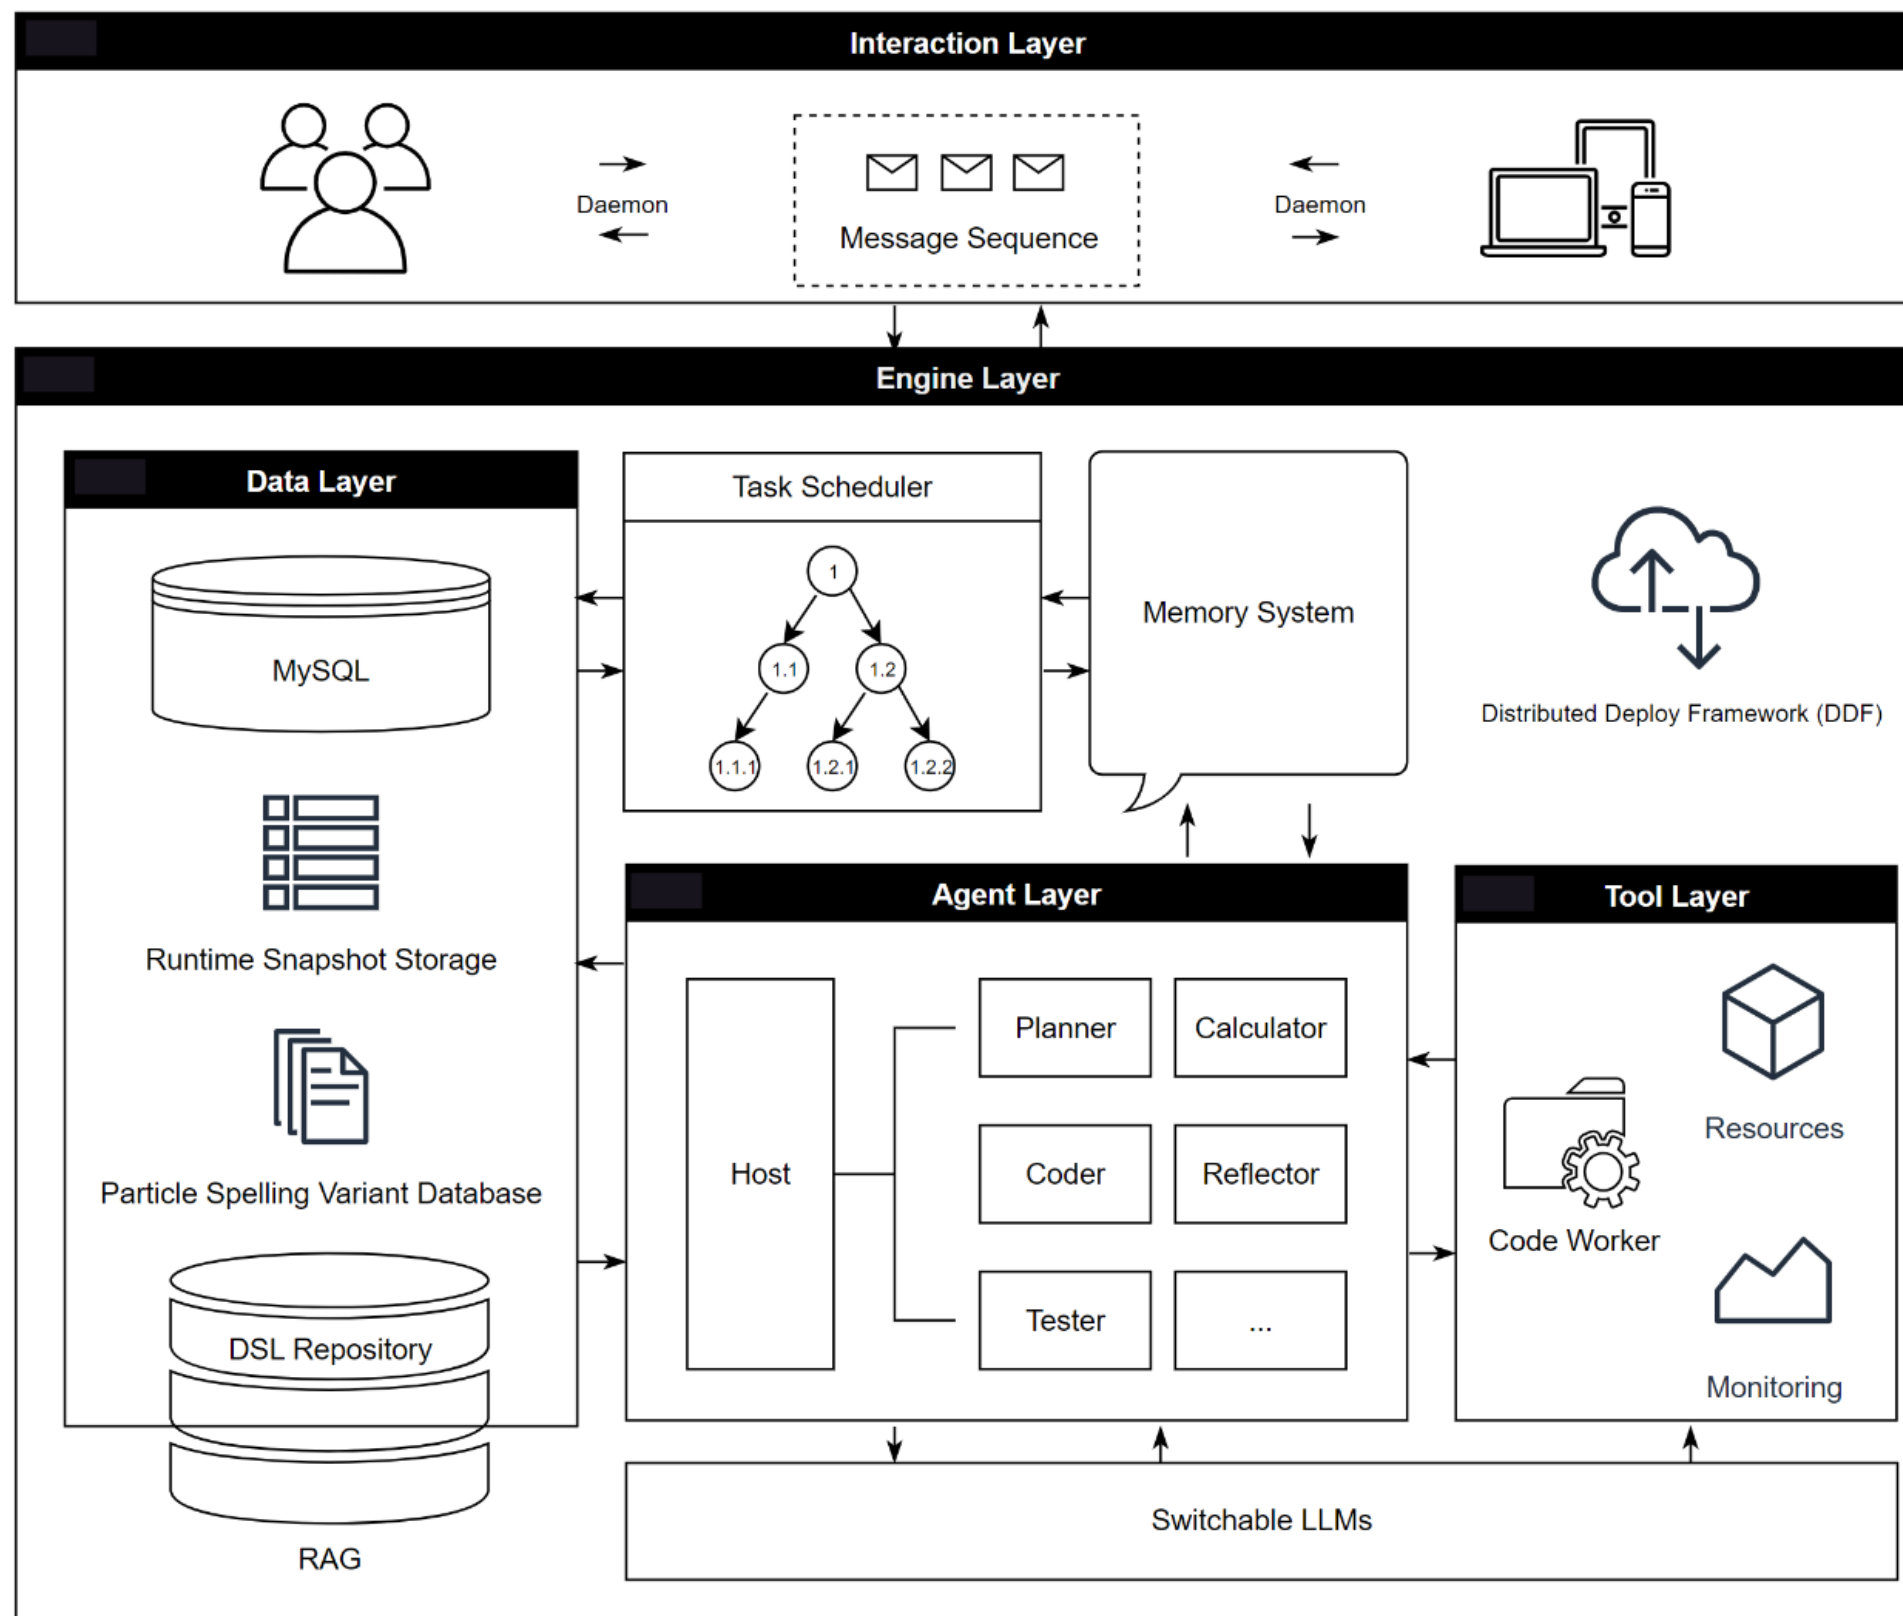 Interaction Layer
Daemon
Message Sequence
Daemon
Engine Layer
Data Layer
MySQL
Runtime Snapshot Storage
Particle Spelling Variant Database
DSL Repository
RAG
Task Scheduler
1
1.1
1.2
1.1.1
1.2.1
1.2.2
Memory System
Distributed Deploy Framework (DDF)
Agent Layer
Host
Planner
Calculator
Coder
Reflector
Tester
...
Tool Layer
Resources
Code Worker
Monitoring
Switchable LLMs